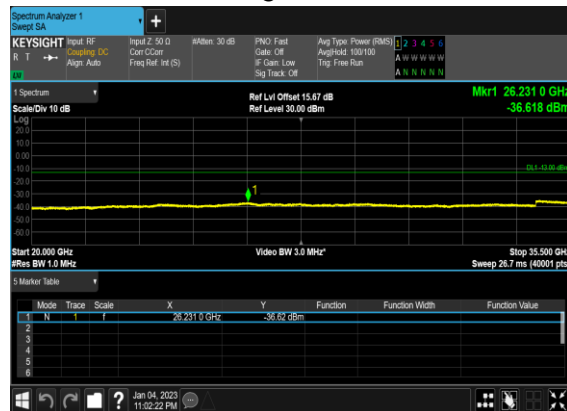 Spectrum Analyzer 1
Swept SA
+
KEYSIGHT Input: RF Input Z: 50 Ω #Atten: 30 dB PNO: Fast Avg Type: Power (RMS) 1 2 3 4 5 6
R T Coupling: DC Corr CCorr Gate: Off Avg|Hold: 100/100 A W W W W W
Align: Auto Freq Ref: Int (S) IF Gain: Low Trig: Free Run A N N N N N
Sig Track: Off
LXI
1 Spectrum Ref Lvl Offset 15.67 dB Mkr1 26.231 0 GHz
Scale/Div 10 dB Ref Level 30.00 dBm -36.618 dBm
Log
20.0
10.0
0.00
-10.0 DL1 -13.00 dBm
-20.0
-30.0 1
-40.0
-50.0
-60.0
Start 20.000 GHz Video BW 3.0 MHz* Stop 35.500 GHz
#Res BW 1.0 MHz Sweep 26.7 ms (40001 pts)
5 Marker Table
Mode Trace Scale X Y Function Function Width Function Value
1 N 1 f 26.231 0 GHz -36.62 dBm
2
3
4
5
6
? Jan 04, 2023
11:02:22 PM